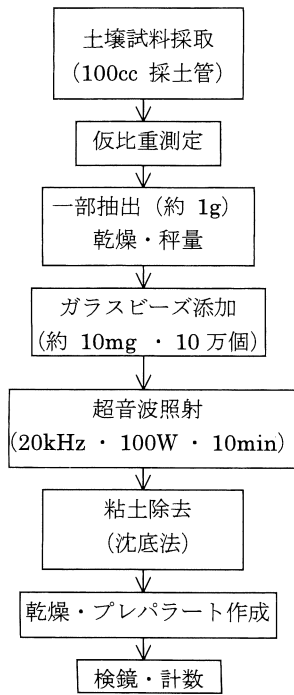 土壌試料採取
(100cc 採土管)
仮比重測定
一部抽出(約 1g)
乾燥・秤量
ガラスビーズ添加
(約 10mg ・10万個)
超音波照射
(20kHz ・ 100W ・ 10min)
粘土除去
(沈底法)
乾燥・プレパラート作成
検鏡・計数